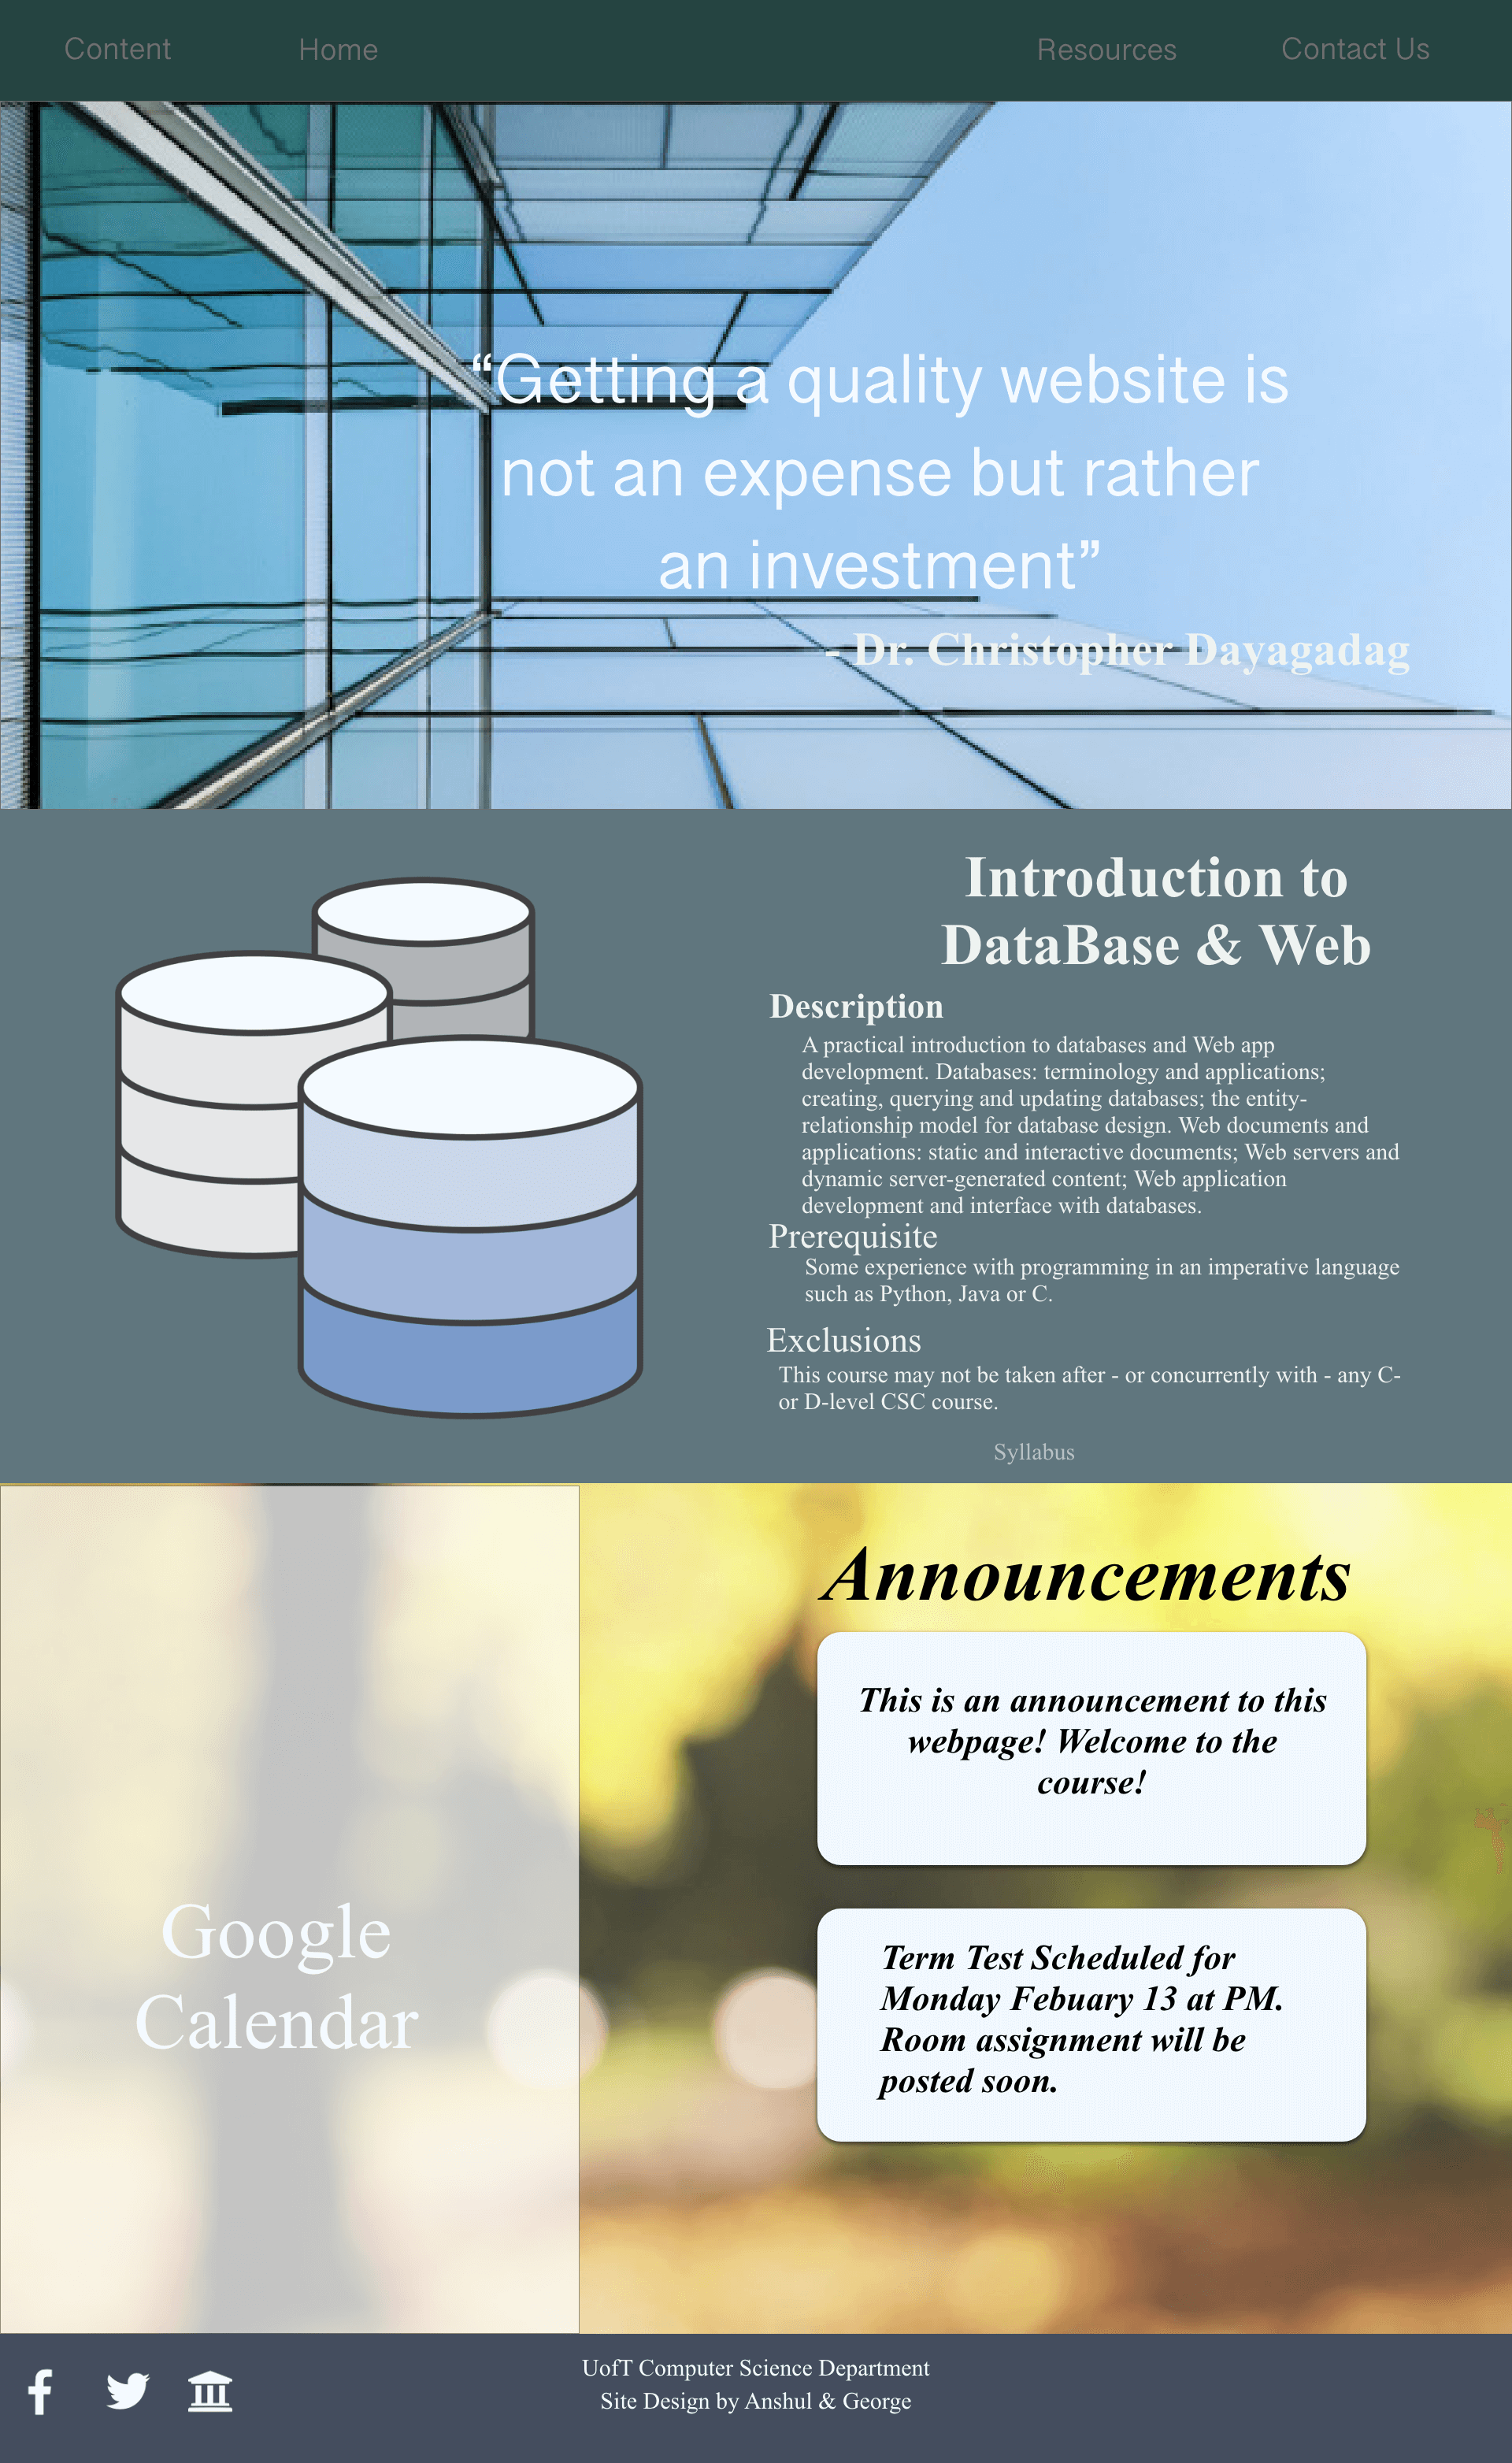 Content
Home
Resources
Contact Us
“Getting a quality website is
not an expense but rather
an investment”
- Dr. Christopher Dayagadag
Introduction to
DataBase & Web
Description
A practical introduction to databases and Web app
development. Databases: terminology and applications;
creating, querying and updating databases; the entity-
relationship model for database design. Web documents and
applications: static and interactive documents; Web servers and
dynamic server-generated content; Web application
development and interface with databases.
Prerequisite
Some experience with programming in an imperative language
such as Python, Java or C.
Exclusions
This course may not be taken after - or concurrently with - any C-
or D-level CSC course.
Syllabus
Announcements
This is an announcement to this
webpage! Welcome to the
course!
Google
Calendar
Term Test Scheduled for
Monday Febuary 13 at PM.
Room assignment will be
posted soon.
UofT Computer Science Department
Site Design by Anshul & George